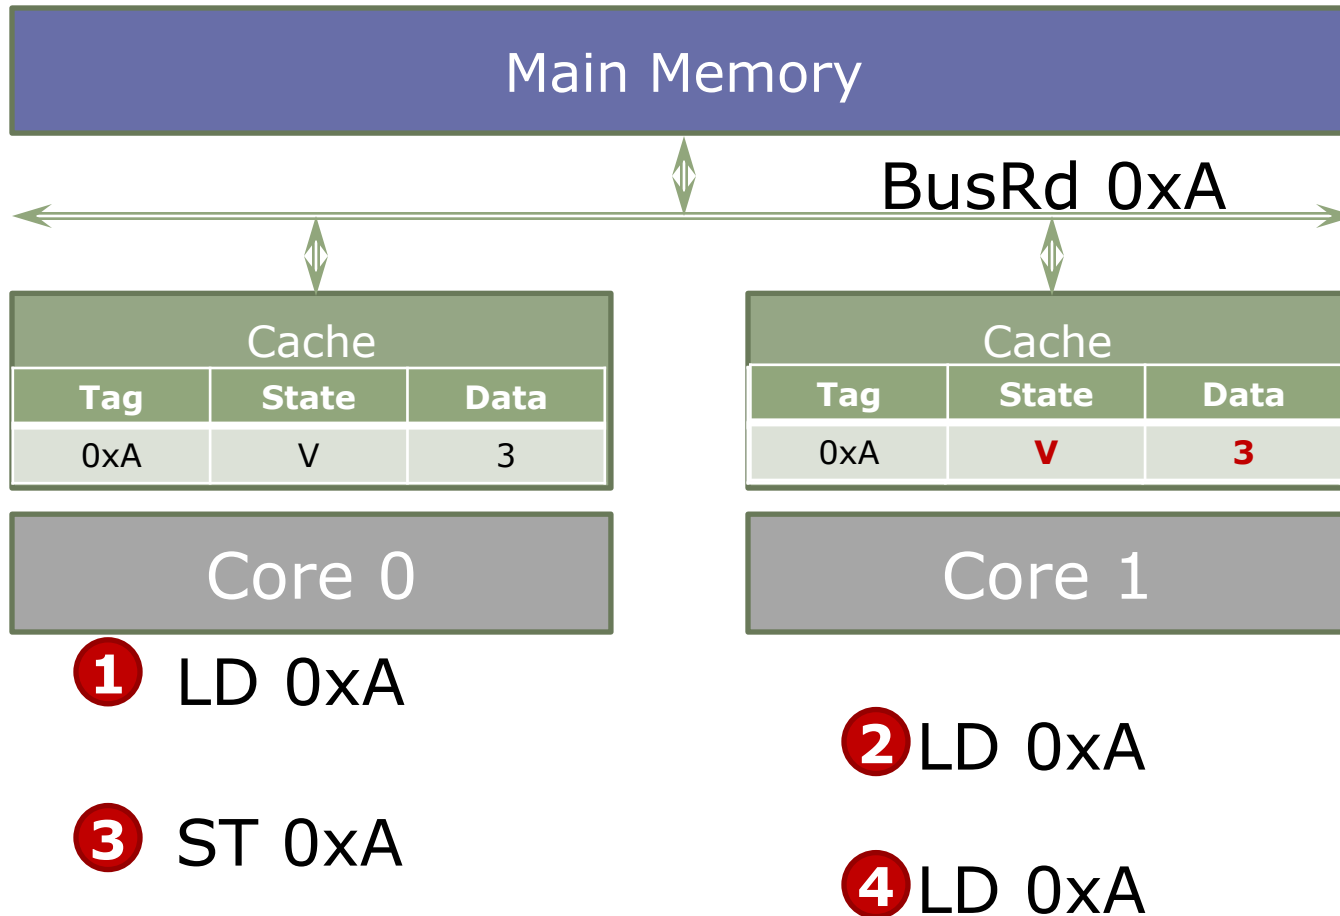 Main Memory
BusRd 0xA
Cache
Tag State Data
0xA V 3
Cache
Tag State Data
0xA V 3
Core 0
Core 1
1 LD 0xA
2 LD 0xA
3 ST 0xA
4 LD 0xA